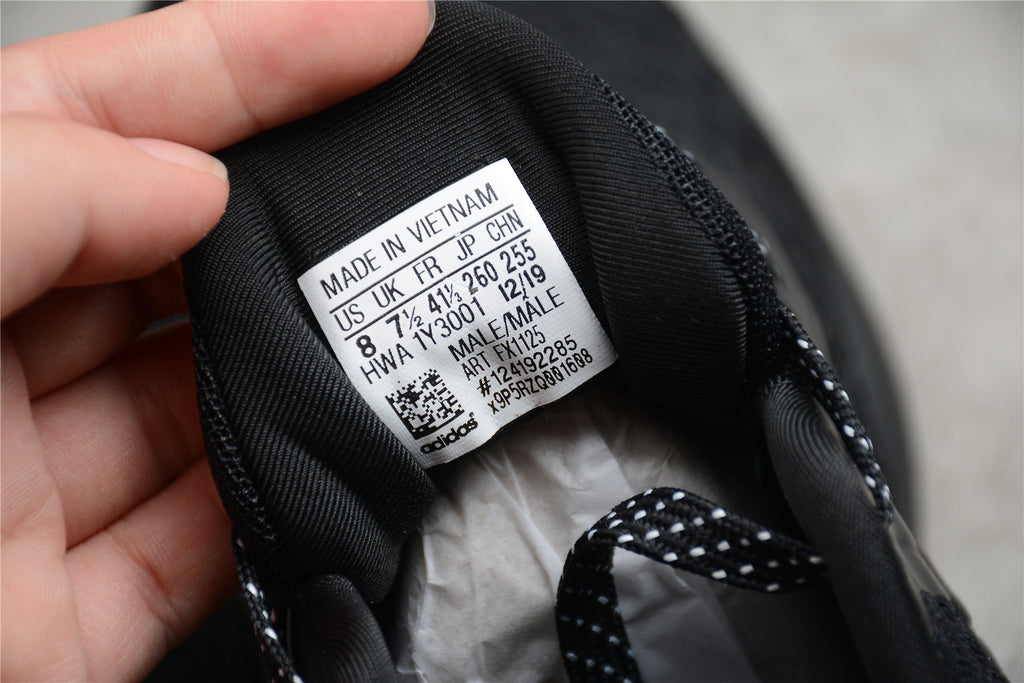 MADE IN VIETNAM
US UK FR JP CHN
8 7½ 41⅓ 260 255
HWA 1Y3001 12/19
MALE/MÂLE
ART FX1125
#124192285
x9P5RZQ001608
adidas®